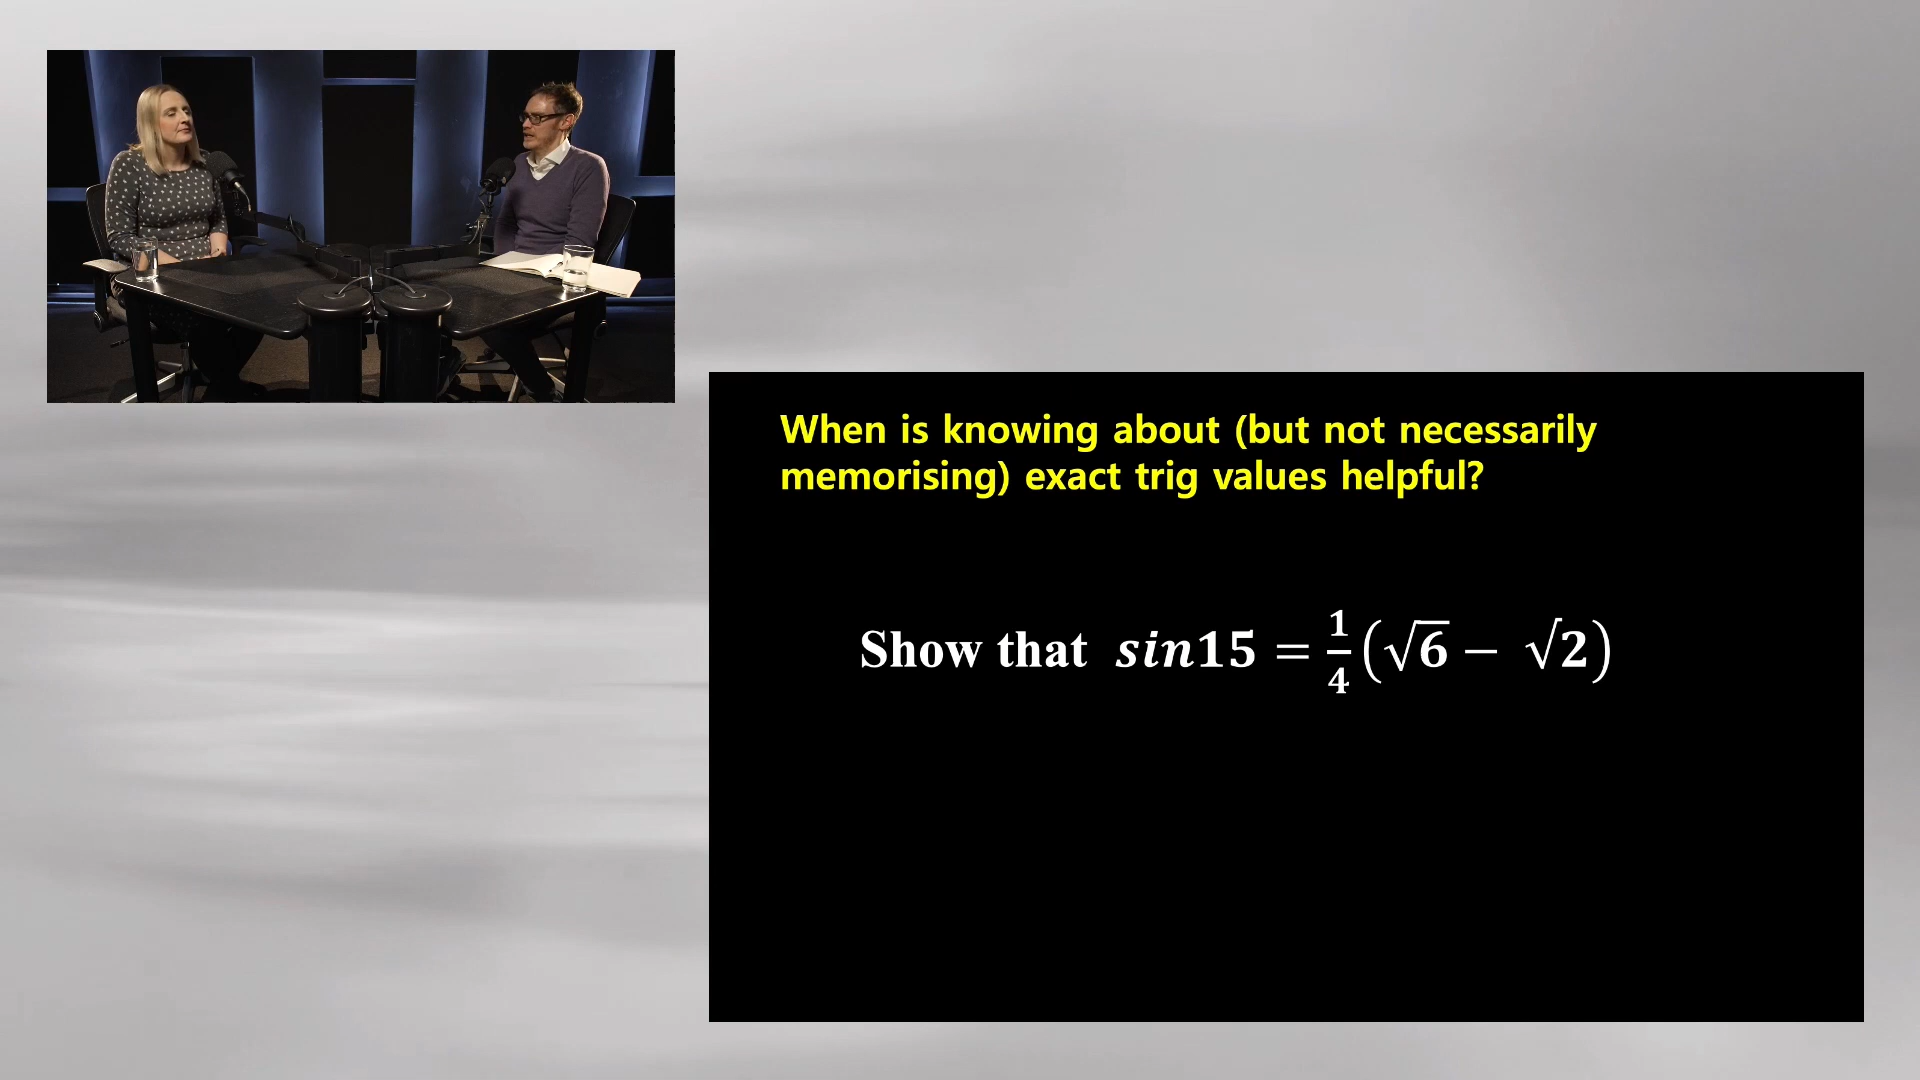 When is knowing about (but not necessarily
memorising) exact trig values helpful?
Show that sin15 = 1/4(√6 − √2)